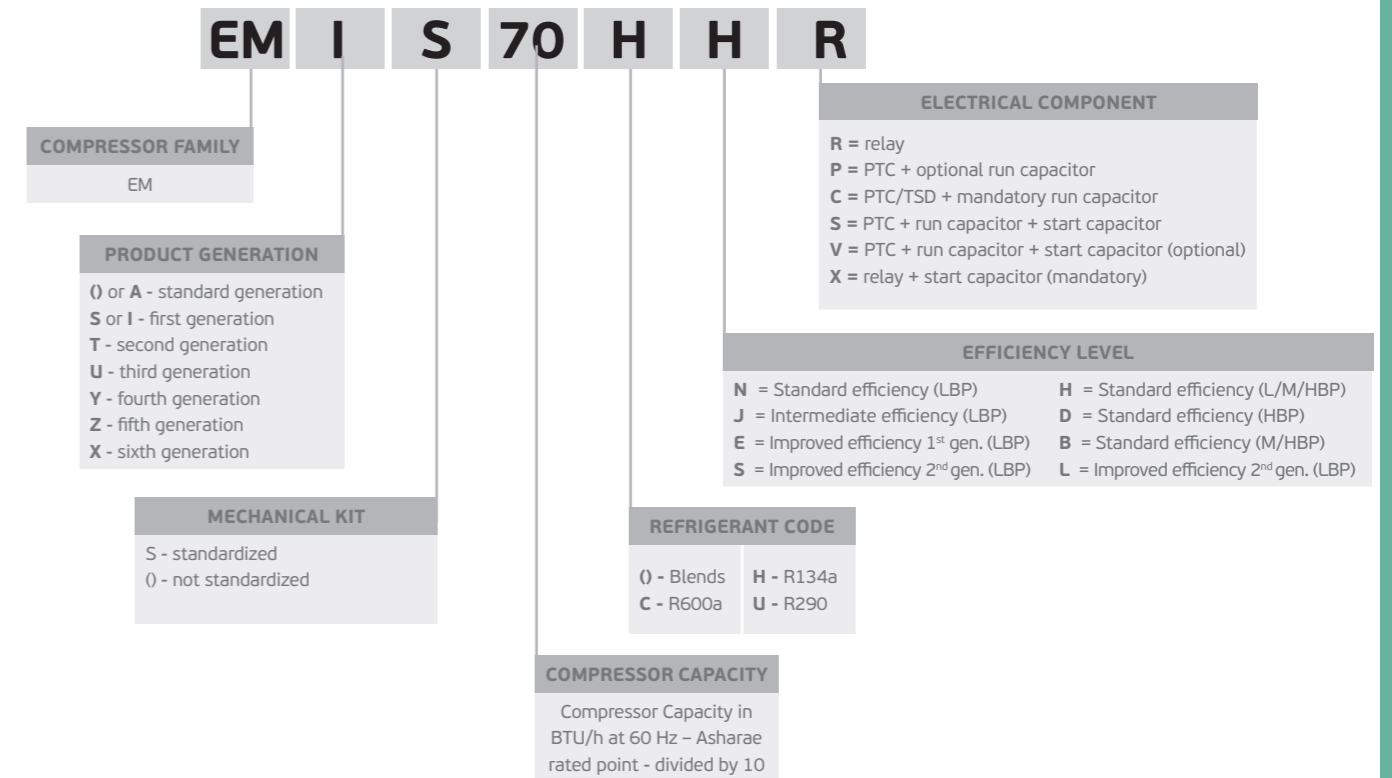 EM I S 70 H H R
COMPRESSOR FAMILY
EM
PRODUCT GENERATION
() or A - standard generation
S or I - first generation
T - second generation
U - third generation
Y - fourth generation
Z - fifth generation
X - sixth generation
MECHANICAL KIT
S - standardized
() - not standardized
COMPRESSOR CAPACITY
Compressor Capacity in
BTU/h at 60 Hz – Asharae
rated point - divided by 10
REFRIGERANT CODE
() - Blends
C - R600a
H - R134a
U - R290
EFFICIENCY LEVEL
N = Standard efficiency (LBP)
J = Intermediate efficiency (LBP)
E = Improved efficiency 1st gen. (LBP)
S = Improved efficiency 2nd gen. (LBP)
H = Standard efficiency (L/M/HBP)
D = Standard efficiency (HBP)
B = Standard efficiency (M/HBP)
L = Improved efficiency 2nd gen. (LBP)
ELECTRICAL COMPONENT
R = relay
P = PTC + optional run capacitor
C = PTC/TSD + mandatory run capacitor
S = PTC + run capacitor + start capacitor
V = PTC + run capacitor + start capacitor (optional)
X = relay + start capacitor (mandatory)